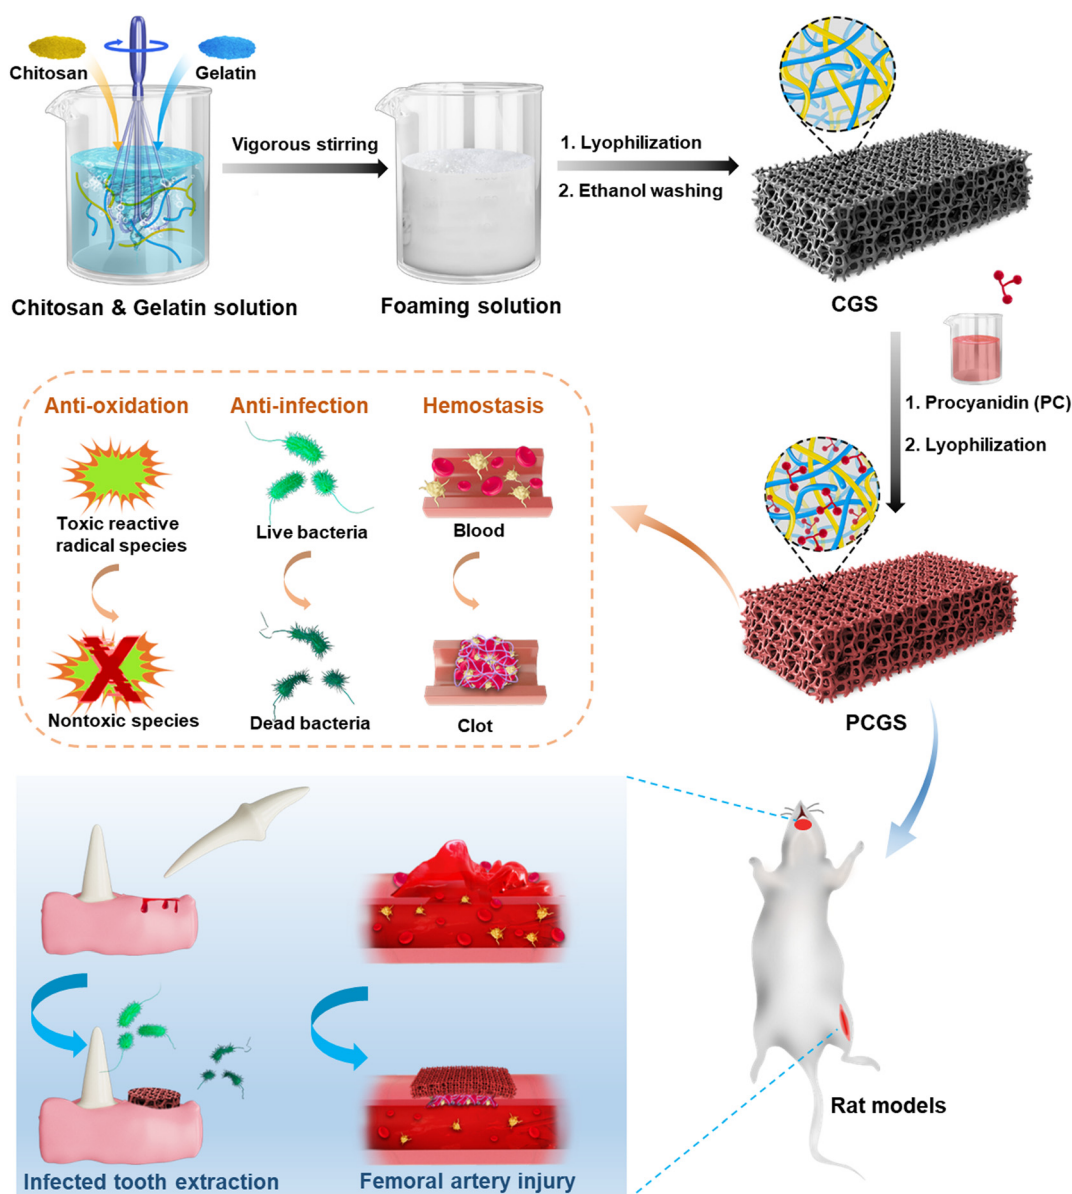 Chitosan
Gelatin
Vigorous stirring
1. Lyophilization
2. Ethanol washing
Chitosan & Gelatin solution
Foaming solution
CGS
1. Procyanidin (PC)
2. Lyophilization
Anti-oxidation
Anti-infection
Hemostasis
Toxic reactive
radical species
Live bacteria
Blood
Nontoxic species
Dead bacteria
Clot
PCGS
Rat models
Infected tooth extraction
Femoral artery injury